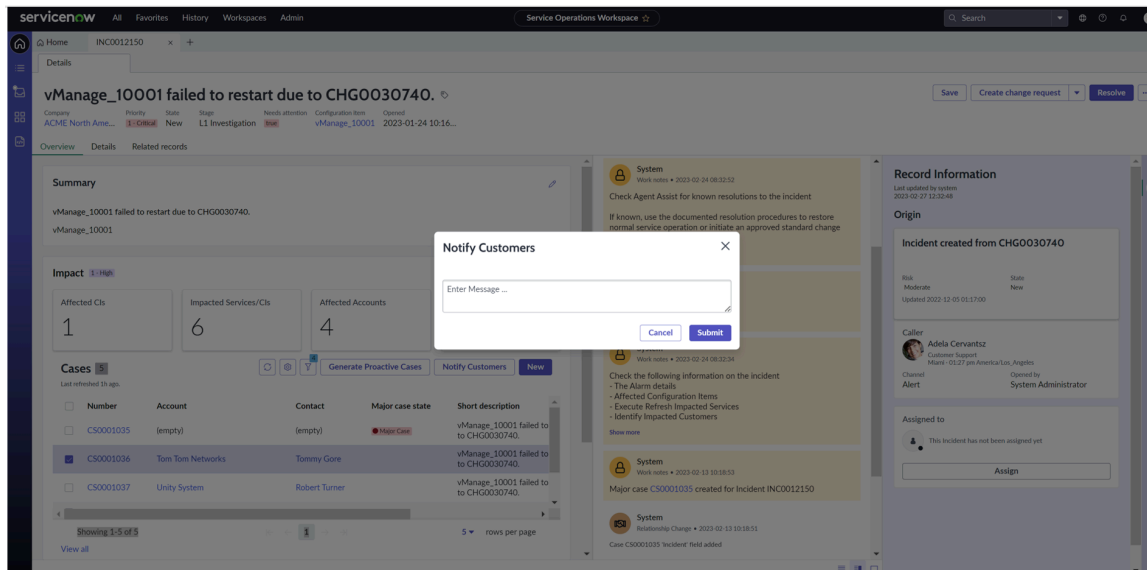 servicenow All Favorites History Workspaces Admin Service Operations Workspace Search
Home INC0012150 × +
Details
vManage_10001 failed to restart due to CHG0030740.
Save Create change request Resolve
Company Priority State Stage Needs attention Configuration item Opened
ACME North Ame... 1 - Critical New L1 Investigation true vManage_10001 2023-01-24 10:16...
Overview Details Related records
Summary
vManage_10001 failed to restart due to CHG0030740.
vManage_10001
Impact 1 - High
Affected CIs Impacted Services/CIs Affected Accounts
1 6 4
Cases 5
Last refreshed 1h ago.
4 Generate Proactive Cases Notify Customers New
Number Account Contact Major case state Short description
CS0001035 (empty) (empty) Major Case vManage_10001 failed to
to CHG0030740.
CS0001036 Tom Tom Networks Tommy Gore vManage_10001 failed to
to CHG0030740.
CS0001037 Unity System Robert Turner vManage_10001 failed to
to CHG0030740.
Showing 1-5 of 5 1 5 rows per page
View all
Notify Customers
Enter Message ...
Cancel Submit
System
Work notes • 2023-02-24 08:32:52
Check Agent Assist for known resolutions to the incident
If known, use the documented resolution procedures to restore
normal service operation or initiate an approved standard change
Work notes • 2023-02-24 08:32:34
Check the following information on the incident
- The Alarm details
- Affected Configuration Items
- Execute Refresh Impacted Services
- Identify Impacted Customers
Show more
System
Work notes • 2023-02-13 10:18:53
Major case CS0001035 created for Incident INC0012150
System
Relationship Change • 2023-02-13 10:18:51
Case CS0001035 'Incident' field added
Record Information
Last updated by system
2023-02-27 12:32:48
Origin
Incident created from CHG0030740
Risk State
Moderate New
Updated 2022-12-05 01:17:00
Caller
Adela Cervantsz
Customer Support
Miami - 01:27 pm America/Los_Angeles
Channel Opened by
Alert System Administrator
Assigned to
This Incident has not been assigned yet
Assign